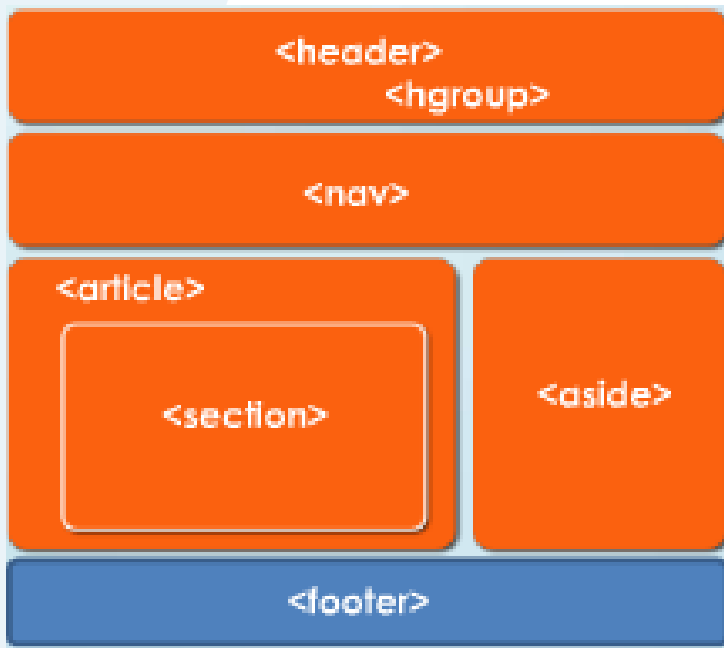 <header>
<hgroup>
<nav>
<article>
<section>
<aside>
<footer>